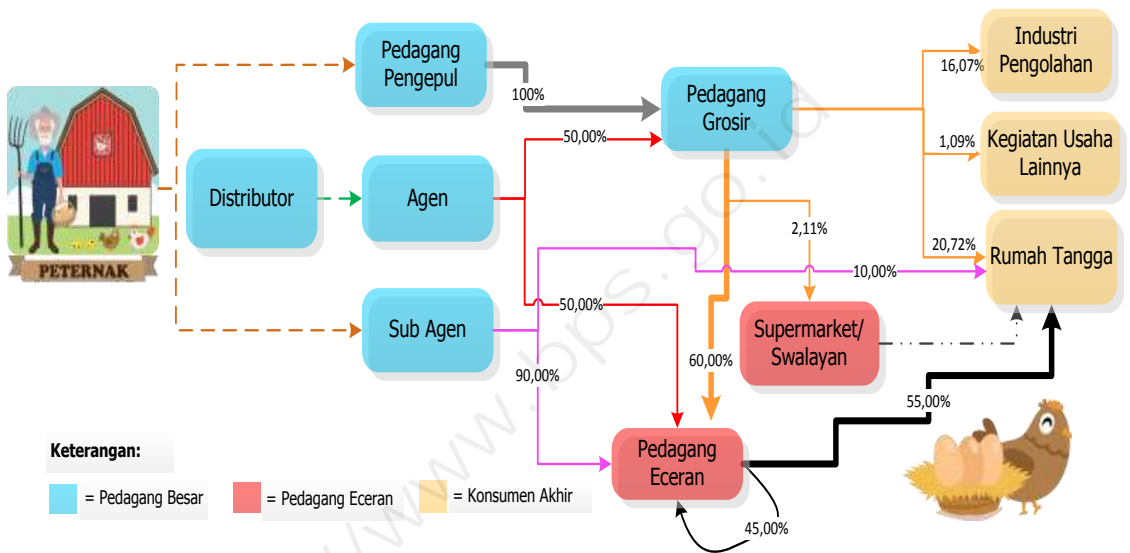 Pedagang
Pengepul
100%
Pedagang
Grosir
Industri
Pengolahan
16,07%
1,09%
Kegiatan Usaha
Lainnya
50,00%
Distributor
Agen
2,11%
20,72%
Rumah Tangga
10,00%
PETERNAK
50,00%
Sub Agen
Supermarket/
Swalayan
60,00%
90,00%
55,00%
Pedagang
Eceran
45,00%
Keterangan:
= Pedagang Besar
= Pedagang Eceran
= Konsumen Akhir
/www.bps.go.id